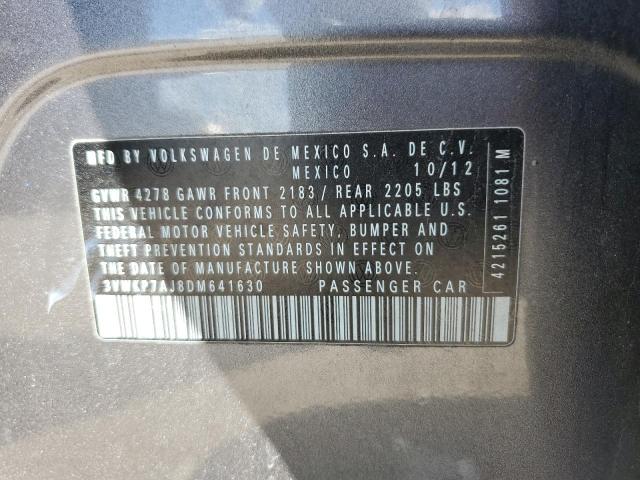 MFD BY VOLKSWAGEN DE MEXICO S.A. DE C.V.
MEXICO 10/12
GVWR 4278 GAWR FRONT 2183/ REAR 2205 LBS
THIS VEHICLE CONFORMS TO ALL APPLICABLE U.S.
FEDERAL MOTOR VEHICLE SAFETY, BUMPER AND
THEFT PREVENTION STANDARDS IN EFFECT ON
THE DATE OF MANUFACTURE SHOWN ABOVE.
3VWKP7AJ8DM641630 PASSENGER CAR
4215261 1081 M